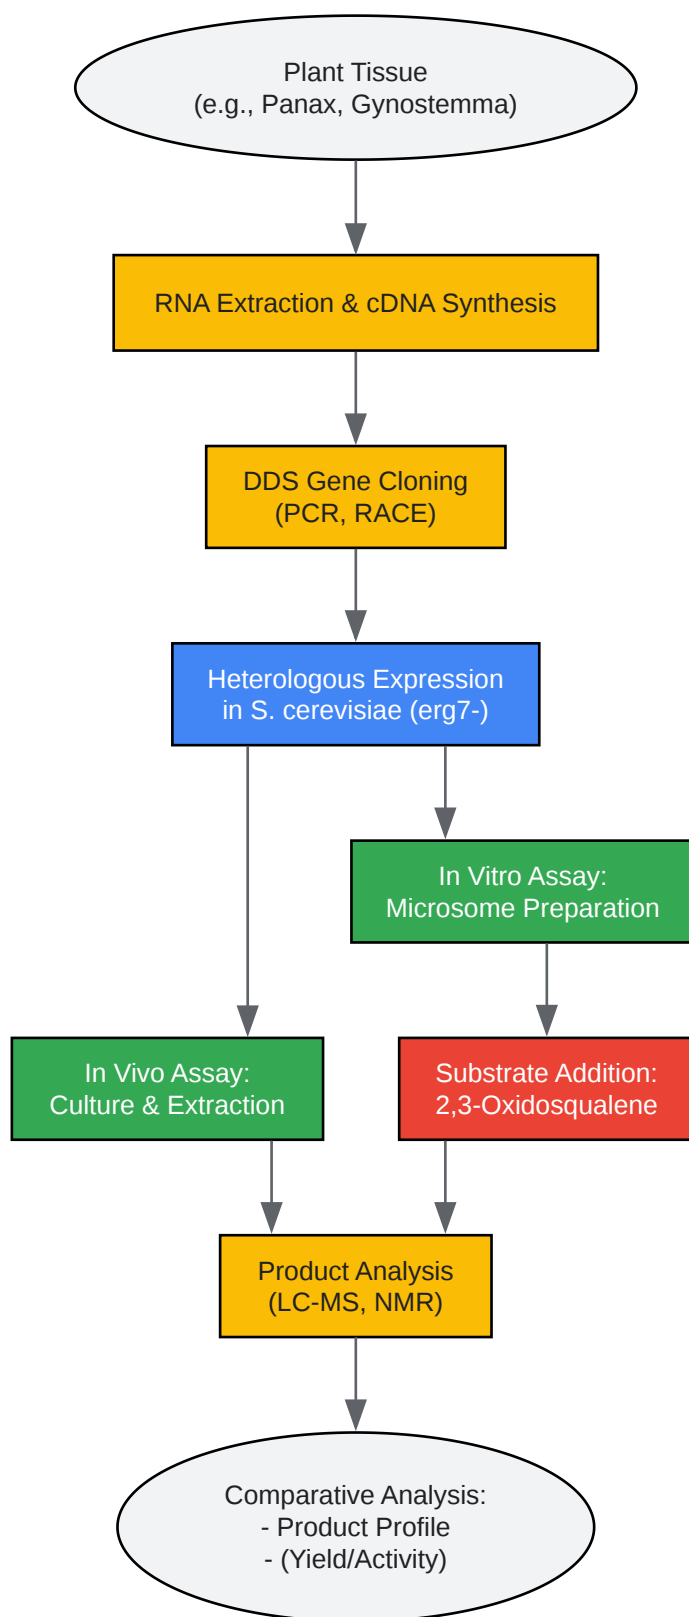 Plant Tissue
(e.g., Panax, Gynostemma)
RNA Extraction & cDNA Synthesis
DDS Gene Cloning
(PCR, RACE)
Heterologous Expression
in S. cerevisiae (erg7-)
In Vitro Assay:
Microsome Preparation
In Vivo Assay:
Culture & Extraction
Substrate Addition:
2,3-Oxidosqualene
Product Analysis
(LC-MS, NMR)
Comparative Analysis:
- Product Profile
- (Yield/Activity)